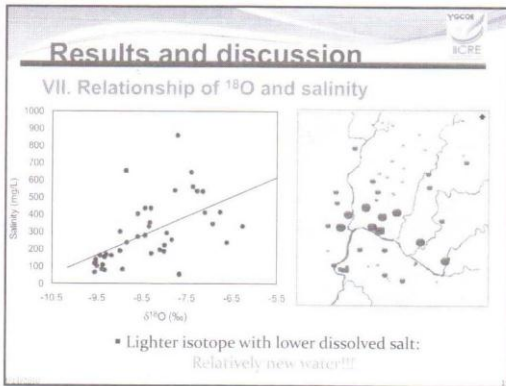 Results and discussion
VII. Relationship of ¹⁸O and salinity
1000
900
800
700
600
500
400
300
200
100
0
Salinity (mg/L)
-10.5 -9.5 -8.5 -7.5 -6.5 -5.5
δ¹⁸O (‰)
▪ Lighter isotope with lower dissolved salt:
Relatively new water!!!